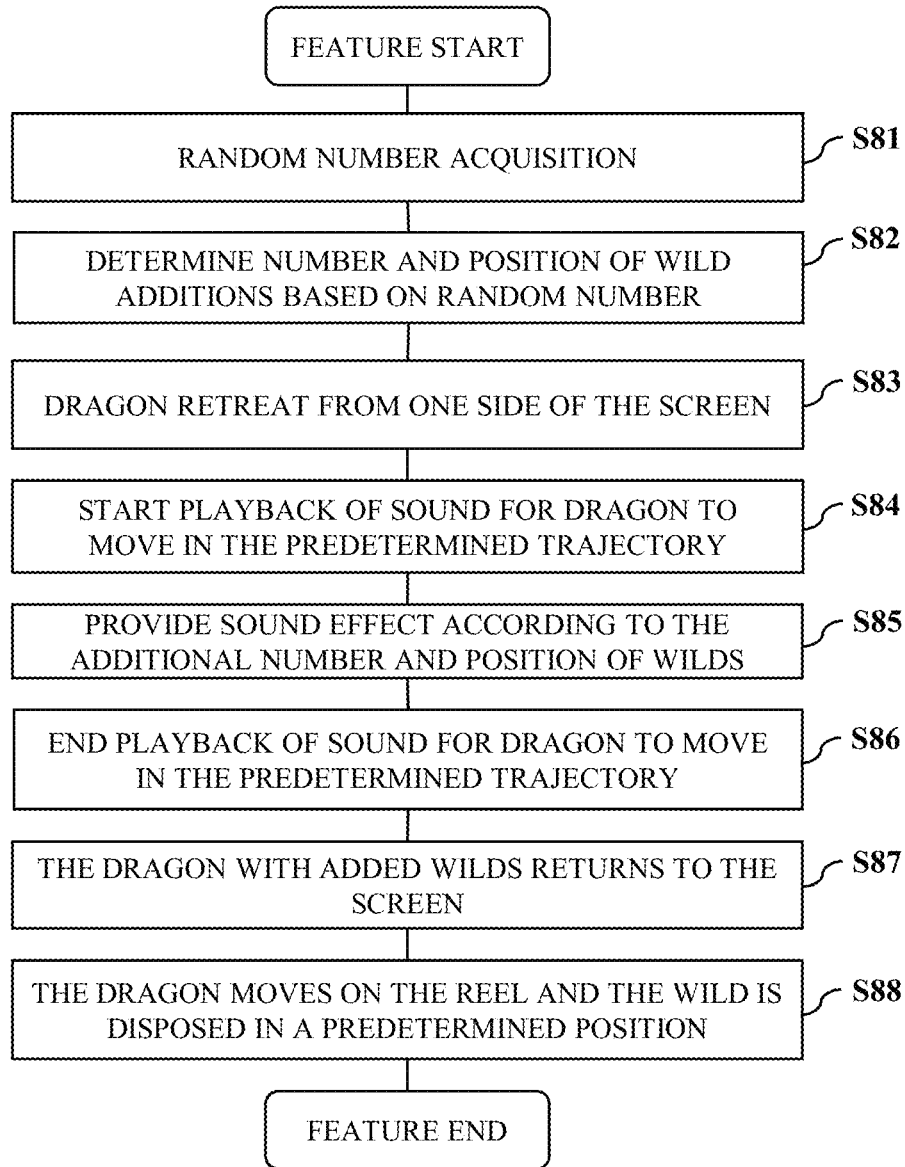 FEATURE START
RANDOM NUMBER ACQUISITION
S81
DETERMINE NUMBER AND POSITION OF WILD
ADDITIONS BASED ON RANDOM NUMBER
S82
DRAGON RETREAT FROM ONE SIDE OF THE SCREEN
S83
START PLAYBACK OF SOUND FOR DRAGON TO
MOVE IN THE PREDETERMINED TRAJECTORY
S84
PROVIDE SOUND EFFECT ACCORDING TO THE
ADDITIONAL NUMBER AND POSITION OF WILDS
S85
END PLAYBACK OF SOUND FOR DRAGON TO MOVE
IN THE PREDETERMINED TRAJECTORY
S86
THE DRAGON WITH ADDED WILDS RETURNS TO THE
SCREEN
S87
THE DRAGON MOVES ON THE REEL AND THE WILD IS
DISPOSED IN A PREDETERMINED POSITION
S88
FEATURE END